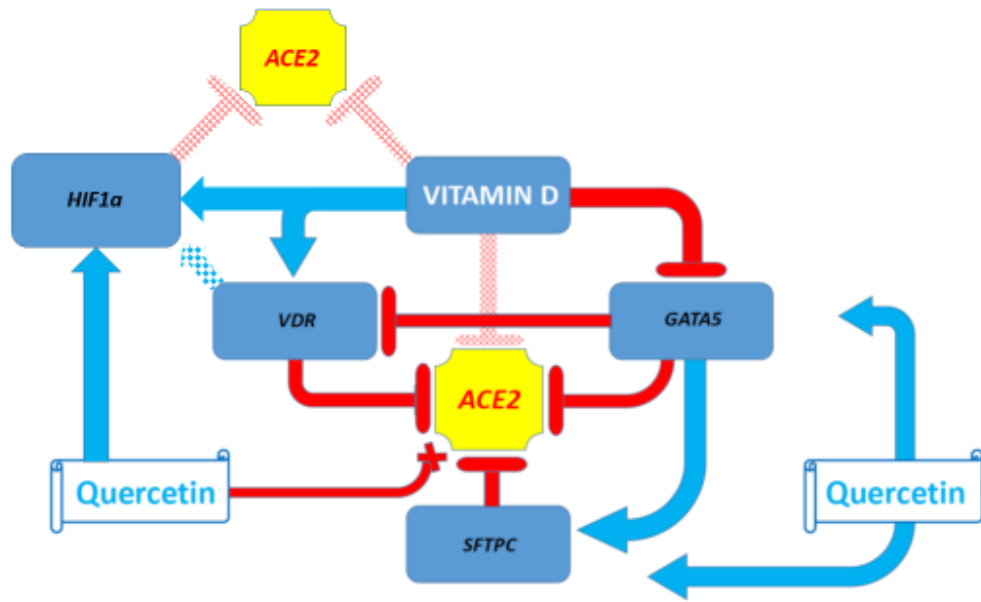 ACE2
HIF1a
VITAMIN D
VDR
GATA5
ACE2
Quercetin
Quercetin
SFTPC